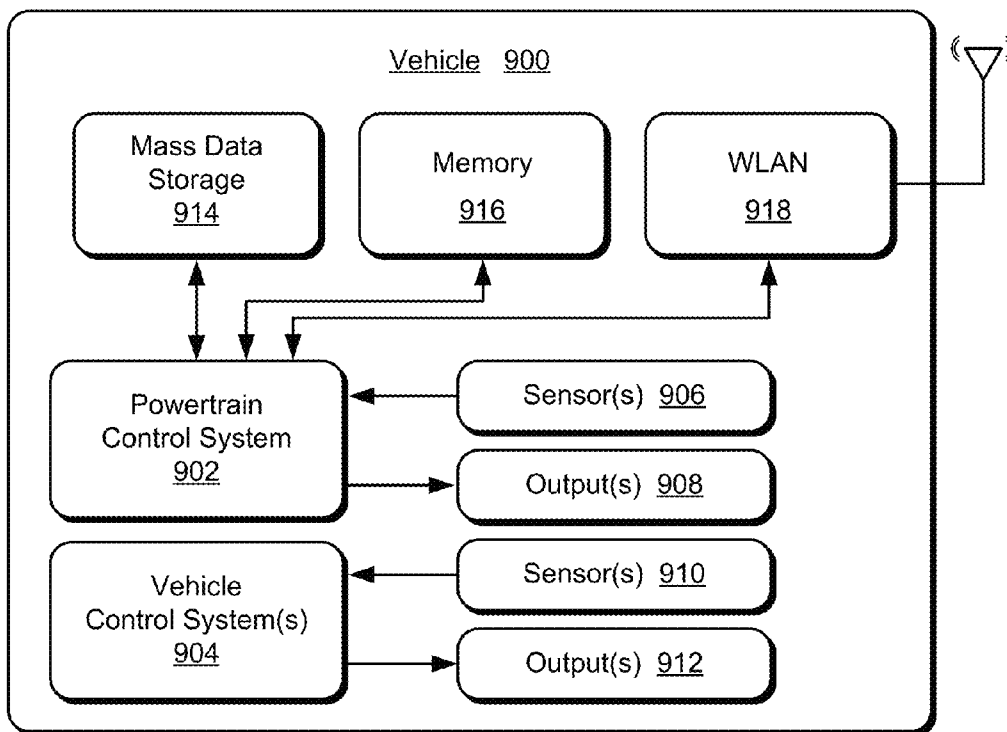 Vehicle 900
Mass Data
Storage
914
Memory
916
WLAN
918
Powertrain
Control System
902
Sensor(s) 906
Output(s) 908
Vehicle
Control System(s)
904
Sensor(s) 910
Output(s) 912